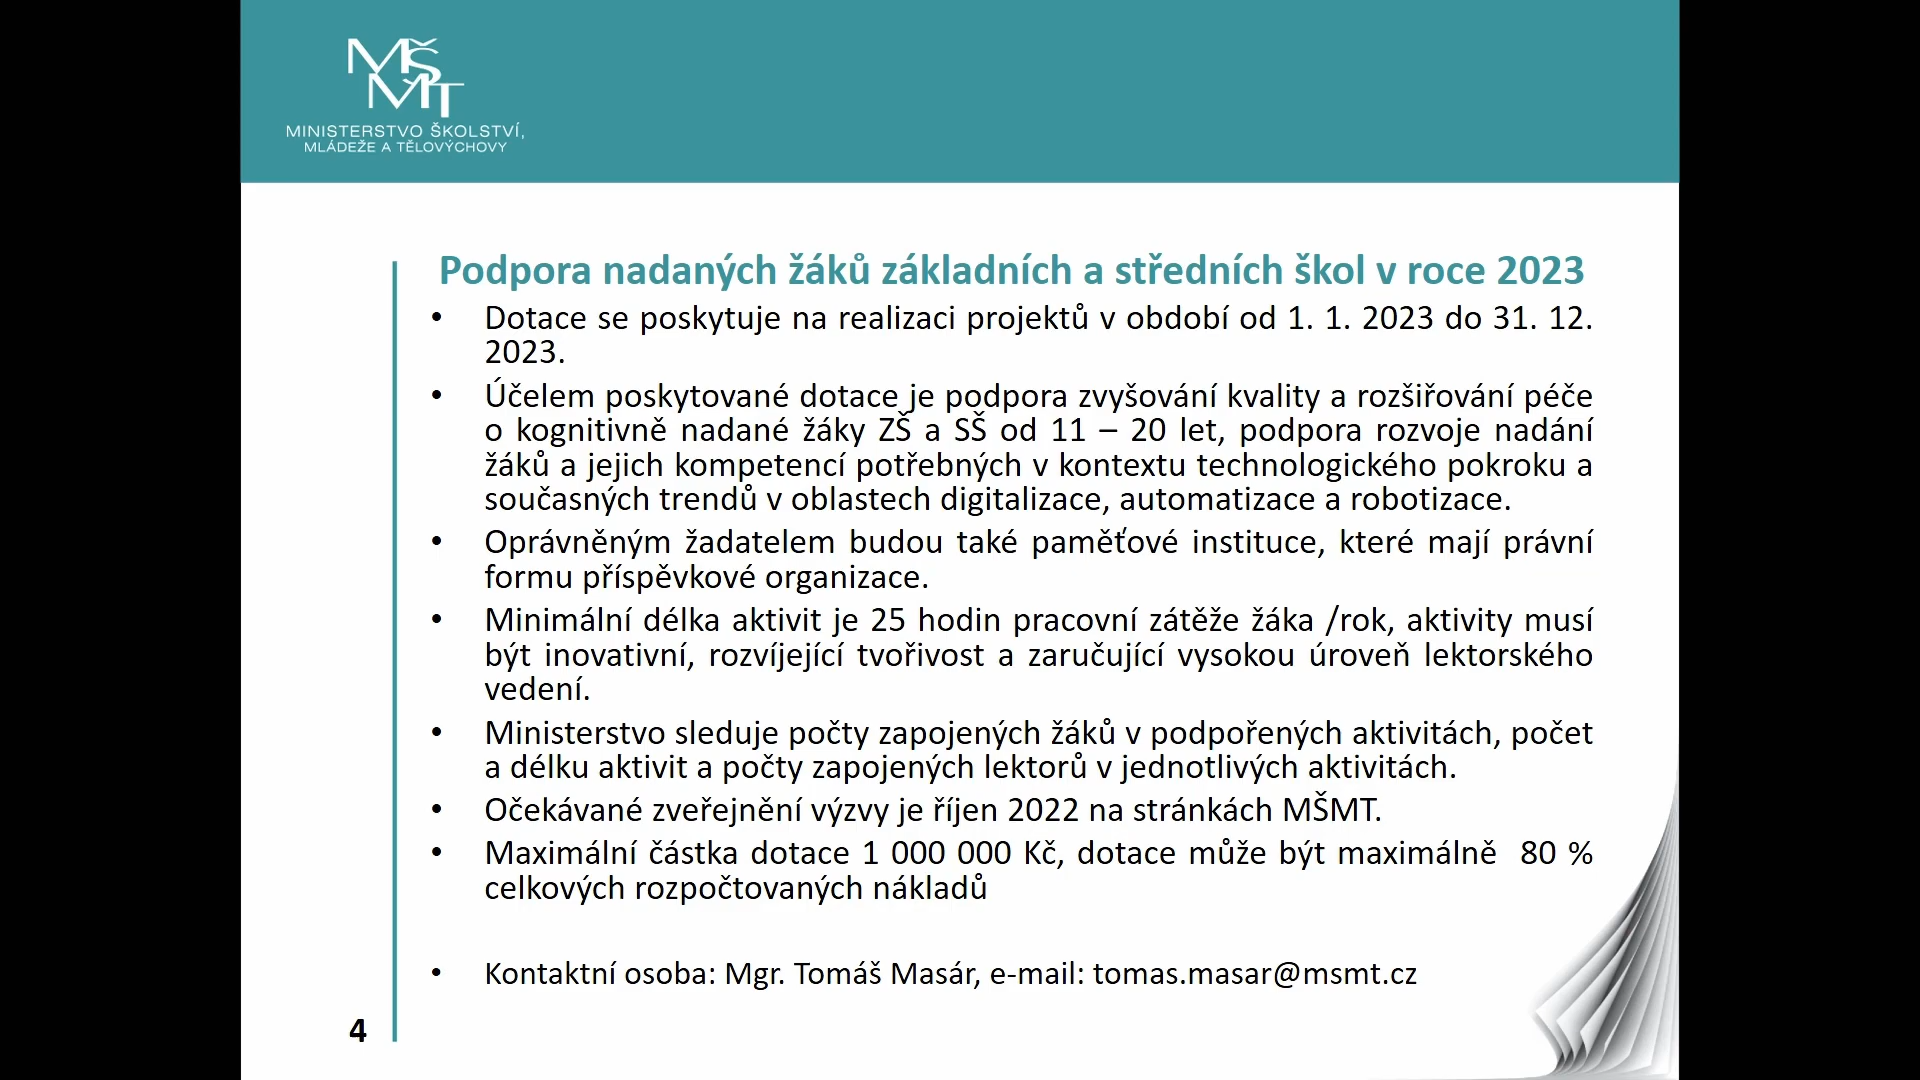 MŠMT
MINISTERSTVO ŠKOLSTVÍ,
MLÁDEŽE A TĚLOVÝCHOVY
Podpora nadaných žáků základních a středních škol v roce 2023
• Dotace se poskytuje na realizaci projektů v období od 1. 1. 2023 do 31. 12.
2023.
• Účelem poskytované dotace je podpora zvyšování kvality a rozšiřování péče
o kognitivně nadané žáky ZŠ a SŠ od 11 – 20 let, podpora rozvoje nadání
žáků a jejich kompetencí potřebných v kontextu technologického pokroku a
současných trendů v oblastech digitalizace, automatizace a robotizace.
• Oprávněným žadatelem budou také paměťové instituce, které mají právní
formu příspěvkové organizace.
• Minimální délka aktivit je 25 hodin pracovní zátěže žáka /rok, aktivity musí
být inovativní, rozvíjející tvořivost a zaručující vysokou úroveň lektorského
vedení.
• Ministerstvo sleduje počty zapojených žáků v podpořených aktivitách, počet
a délku aktivit a počty zapojených lektorů v jednotlivých aktivitách.
• Očekávané zveřejnění výzvy je říjen 2022 na stránkách MŠMT.
• Maximální částka dotace 1 000 000 Kč, dotace může být maximálně  80 %
celkových rozpočtovaných nákladů
• Kontaktní osoba: Mgr. Tomáš Masár, e-mail: tomas.masar@msmt.cz
4